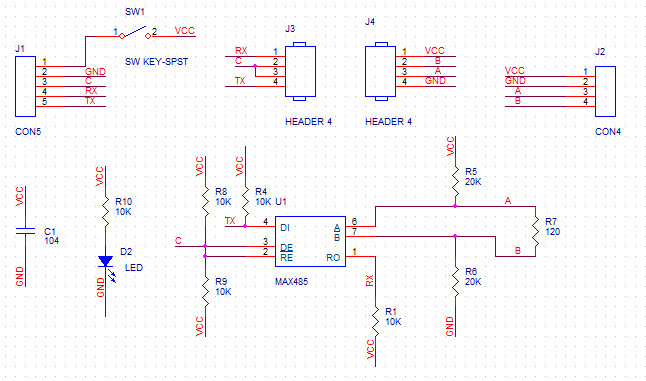 SW1
1 2 VCC
SW KEY-SPST
J1
1
2 GND
3 C
4 RX
5 TX
CON5
J3
RX 1
C 2
3
TX 4
HEADER 4
J4
1 VCC
2 B
3 A
4 GND
HEADER 4
J2
VCC 1
GND 2
A 3
B 4
CON4
VCC
C1
104
GND
VCC
R10
10K
D2
LED
GND
VCC
R8
10K
VCC
R4
10K
U1
TX 4 DI
C 3 DE
2 RE
A 6
B 7
RO 1
MAX485
R9
10K
VCC
RX
R1
10K
VCC
VCC
R5
20K
A
R7
120
B
R6
20K
GND